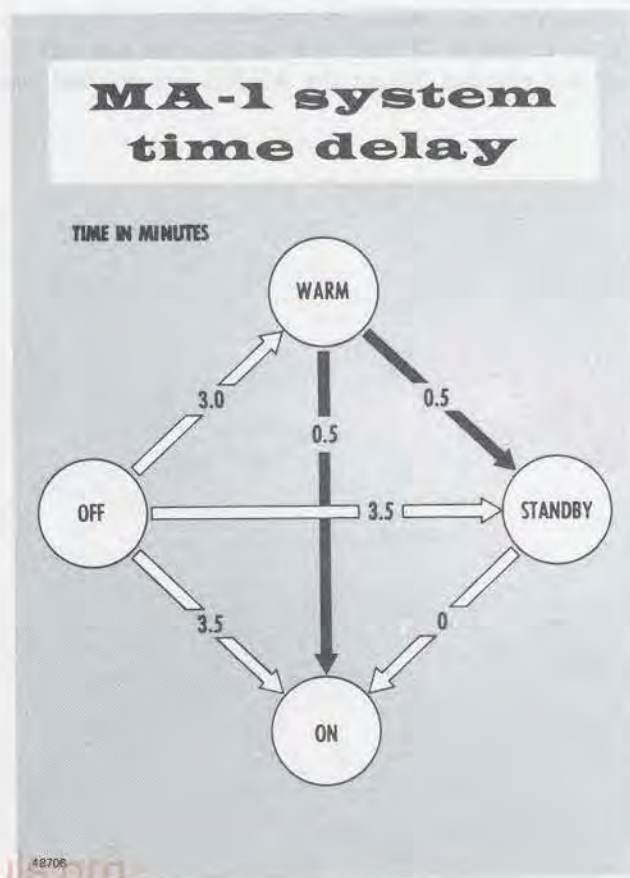 MA-1 system
time delay
TIME IN MINUTES
WARM
3.0
0.5
0.5
OFF
3.5
STANDBY
3.5
0
ON
48706